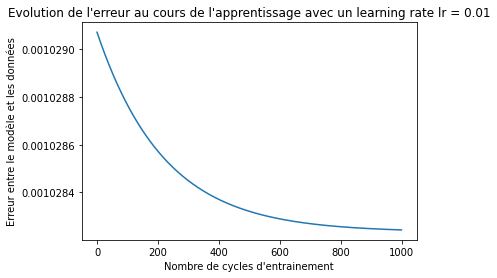 Evolution de l'erreur au cours de l'apprentissage avec un learning rate lr = 0.01
Erreur entre le modèle et les données
0.0010290
0.0010288
0.0010286
0.0010284
0 200 400 600 800 1000
Nombre de cycles d'entrainement